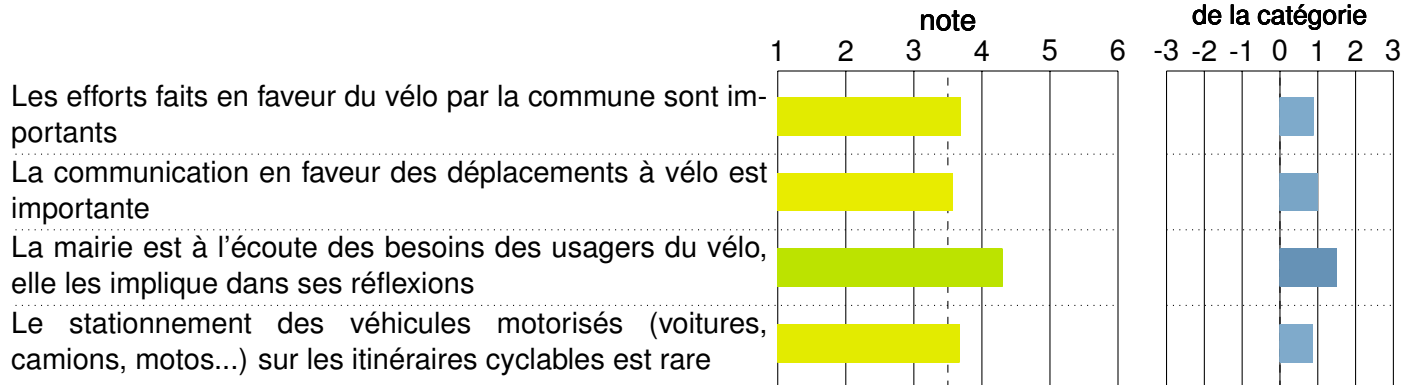 note
de la catégorie
1 2 3 4 5 6
-3 -2 -1 0 1 2 3
Les efforts faits en faveur du vélo par la commune sont im-
portants
La communication en faveur des déplacements à vélo est
importante
La mairie est à l'écoute des besoins des usagers du vélo,
elle les implique dans ses réflexions
Le stationnement des véhicules motorisés (voitures,
camions, motos...) sur les itinéraires cyclables est rare